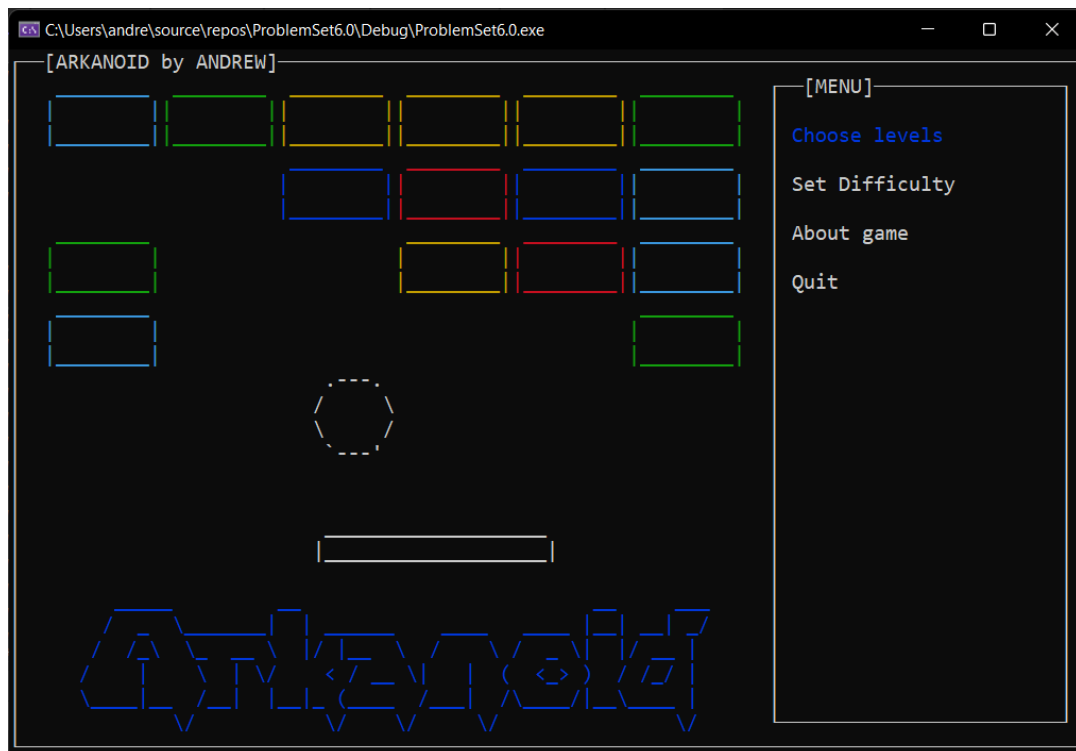 C:\Users\andre\source\repos\ProblemSet6.0\Debug\ProblemSet6.0.exe
[ARKANOID by ANDREW]
[MENU]
Choose levels
Set Difficulty
About game
Quit
Arkanoid